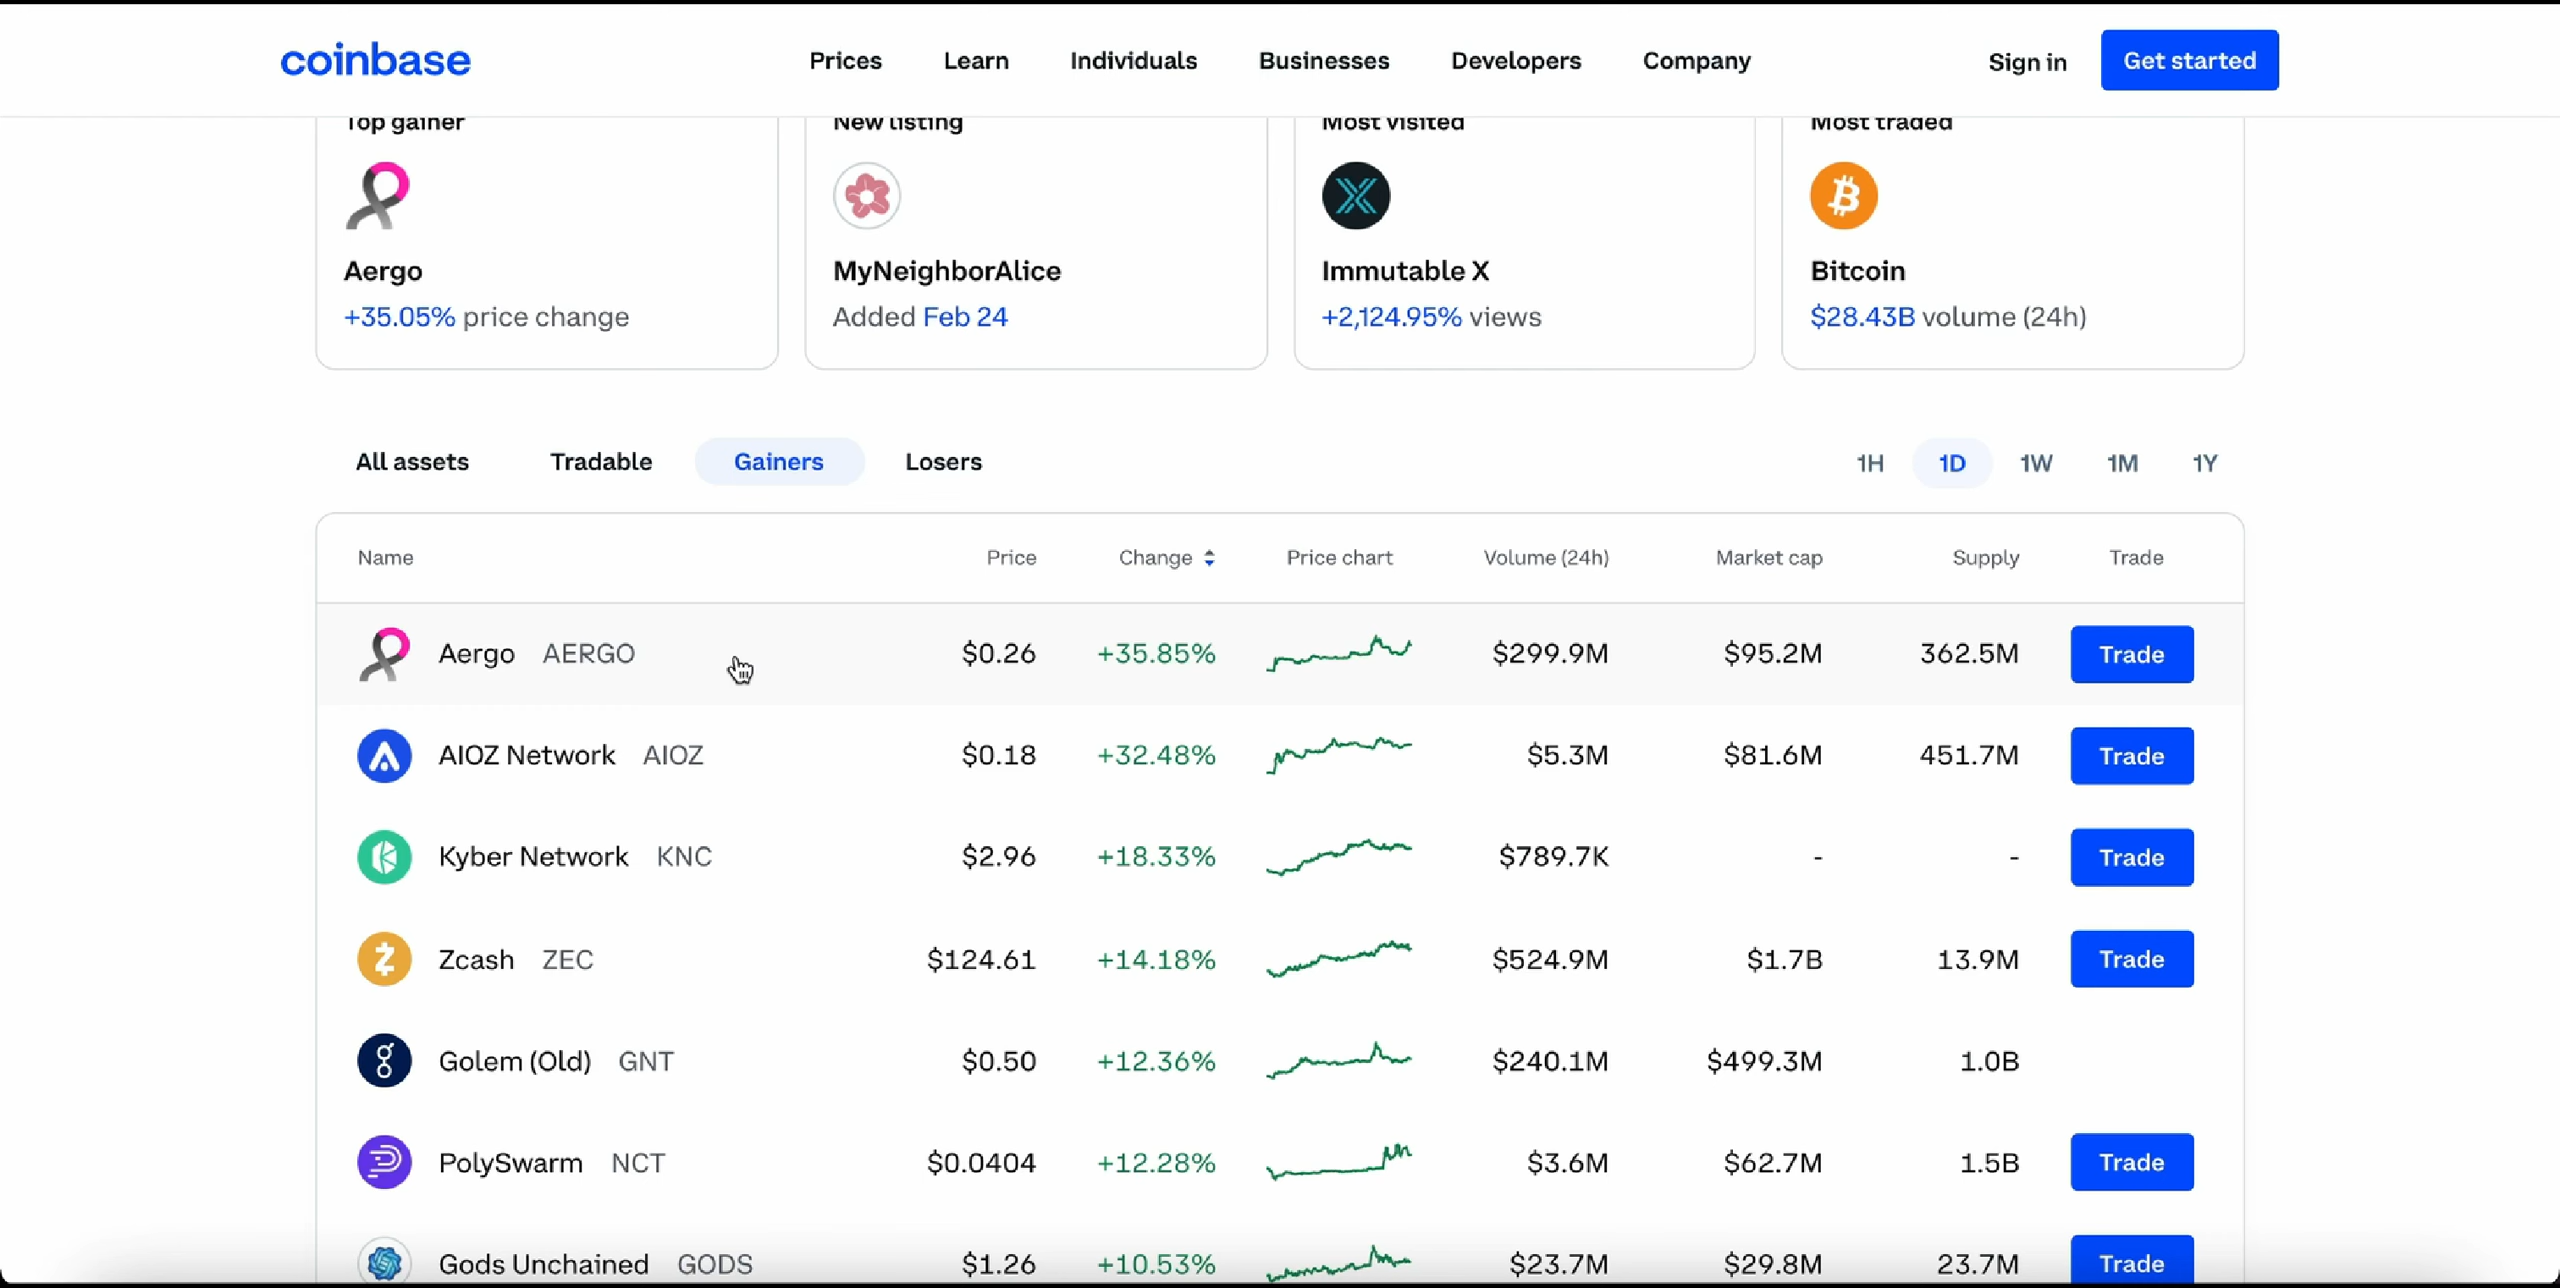 coinbase Prices Learn Individuals Businesses Developers Company Sign in Get started
Top gainer New listing Most visited Most traded
Aergo MyNeighborAlice Immutable X Bitcoin
+35.05% price change Added Feb 24 +2,124.95% views $28.43B volume (24h)
All assets Tradable Gainers Losers 1H 1D 1W 1M 1Y
Name Price Change Price chart Volume (24h) Market cap Supply Trade
Aergo AERGO $0.26 +35.85% $299.9M $95.2M 362.5M Trade
AIOZ Network AIOZ $0.18 +32.48% $5.3M $81.6M 451.7M Trade
Kyber Network KNC $2.96 +18.33% $789.7K - - Trade
Zcash ZEC $124.61 +14.18% $524.9M $1.7B 13.9M Trade
Golem (Old) GNT $0.50 +12.36% $240.1M $499.3M 1.0B
PolySwarm NCT $0.0404 +12.28% $3.6M $62.7M 1.5B Trade
Gods Unchained GODS $1.26 +10.53% $23.7M $29.8M 23.7M Trade